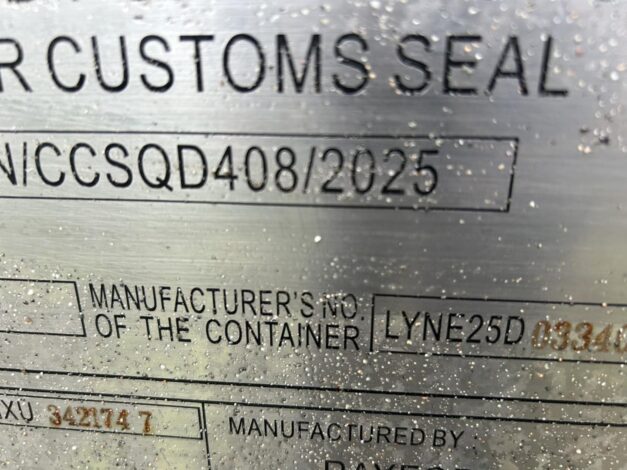 R CUSTOMS SEAL
N/CCSQD408/2025
MANUFACTURER'S NO.
OF THE CONTAINER
LYNE25D 03340
XU 342174 7
MANUFACTURED BY